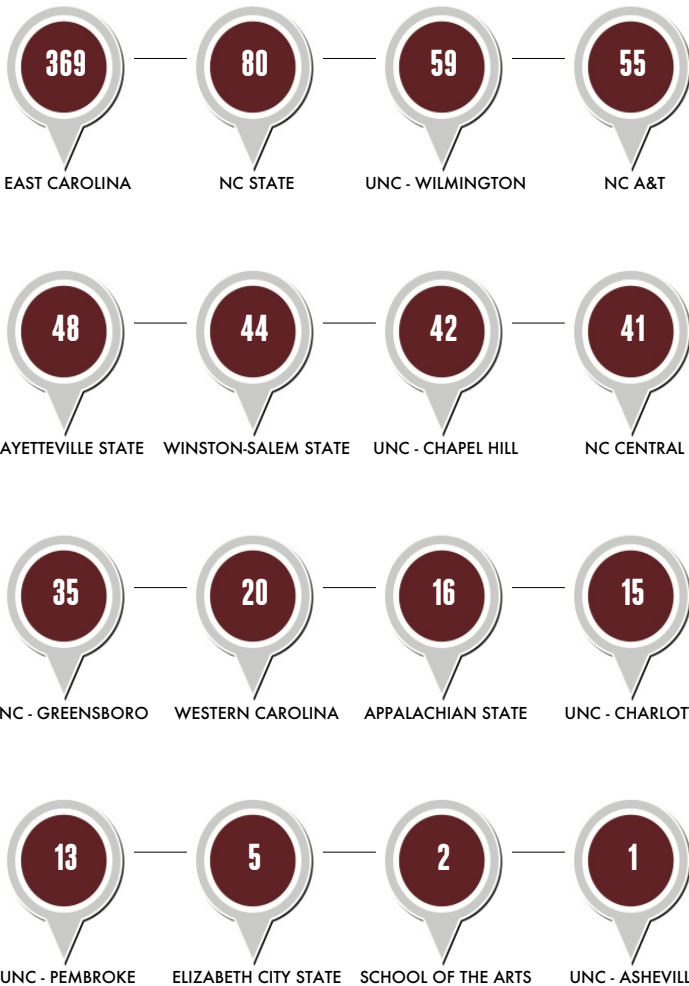 369 80 59 55
EAST CAROLINA NC STATE UNC - WILMINGTON NC A&T
48 44 42 41
AYETTEVILLE STATE WINSTON-SALEM STATE UNC - CHAPEL HILL NC CENTRAL
35 20 16 15
NC - GREENSBORO WESTERN CAROLINA APPALACHIAN STATE UNC - CHARLOT
13 5 2 1
UNC - PEMBROKE ELIZABETH CITY STATE SCHOOL OF THE ARTS UNC - ASHEVILL